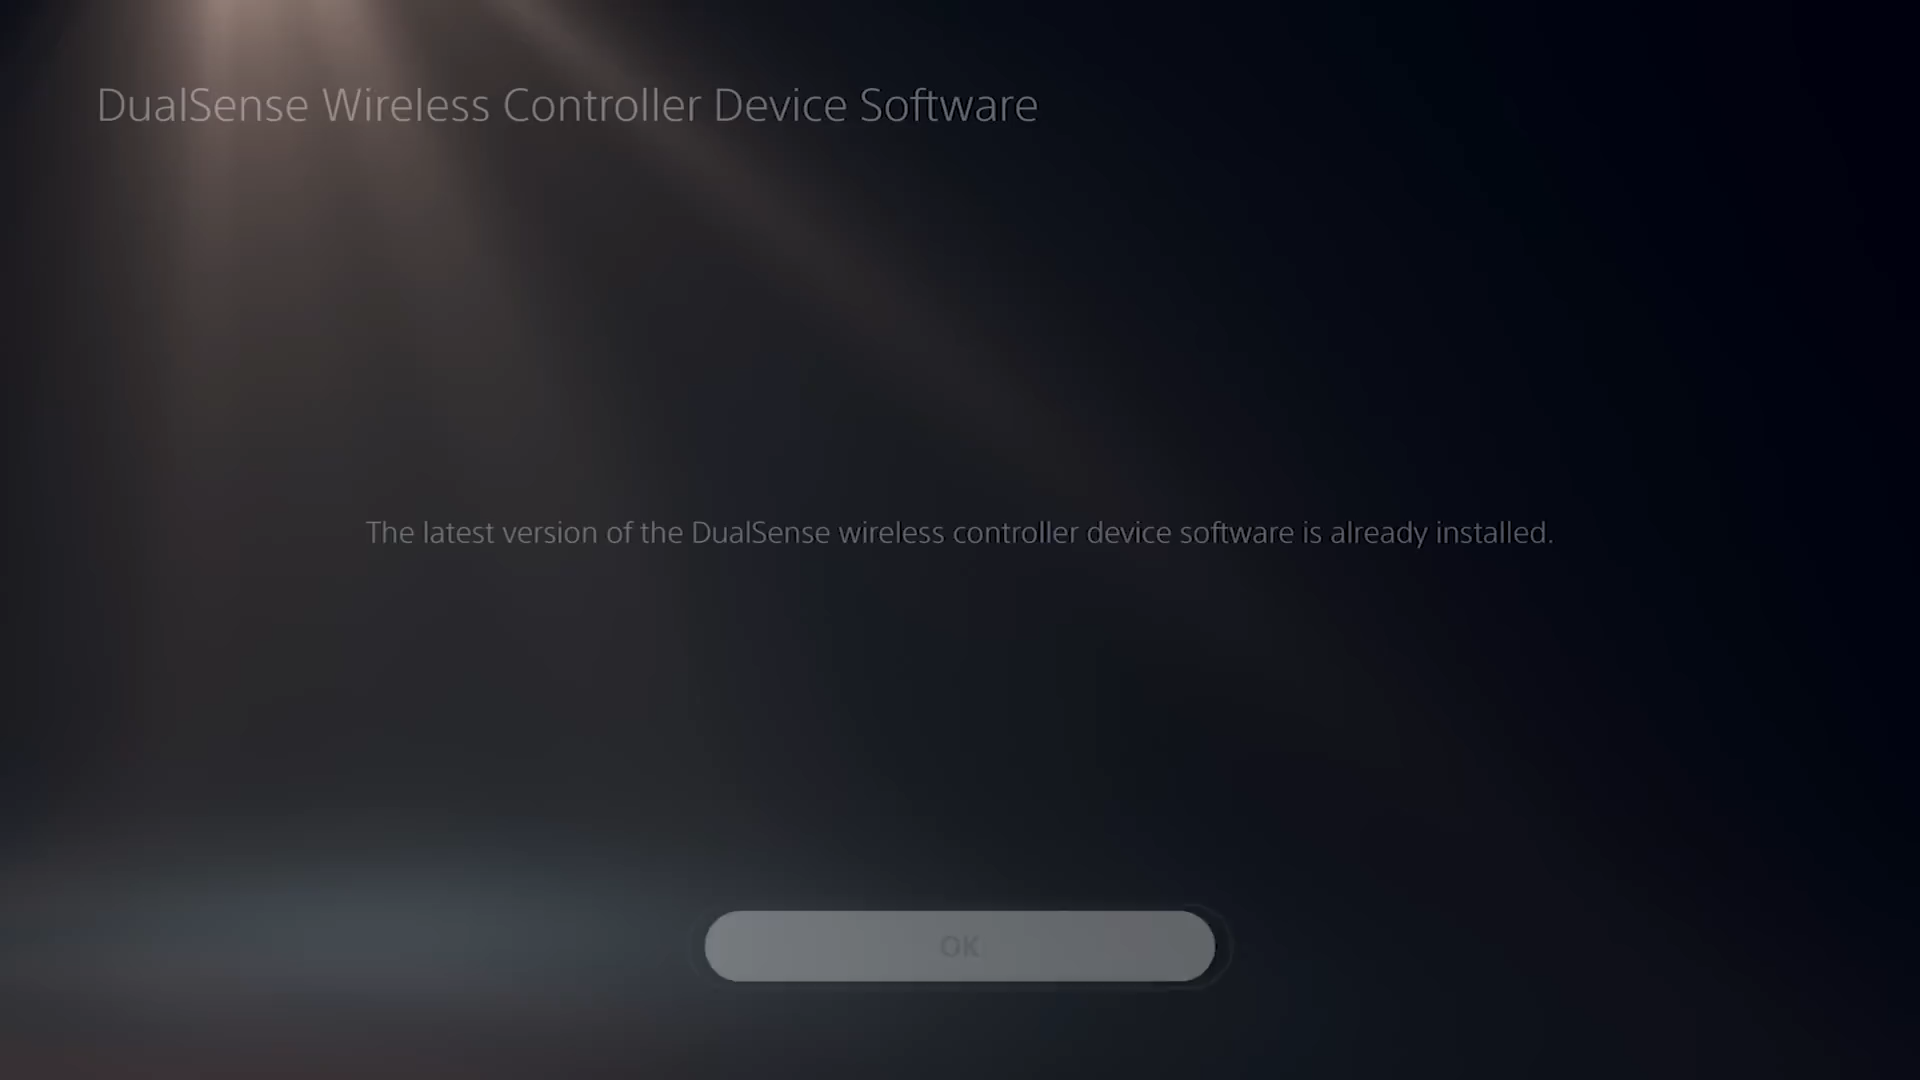 DualSense Wireless Controller Device Software
The latest version of the DualSense wireless controller device software is already installed.
OK